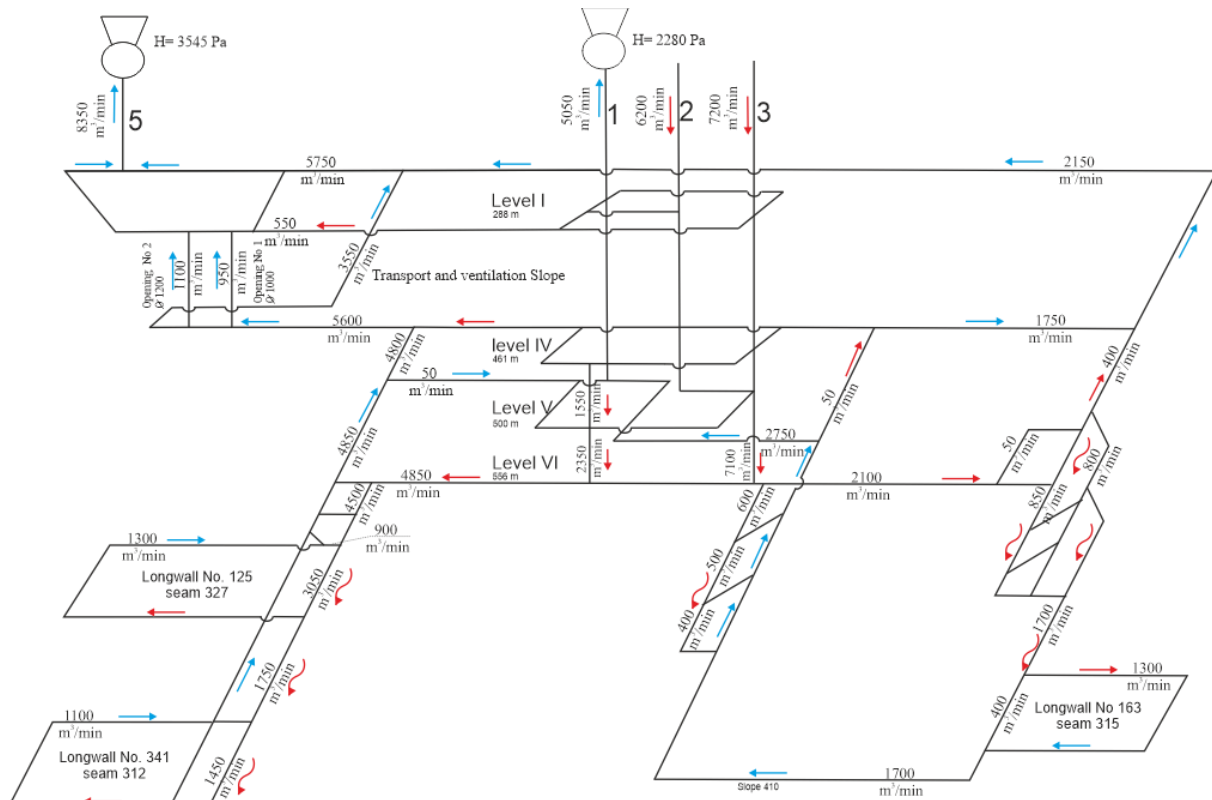 H= 3545 Pa
H= 2280 Pa
8350
m³/min
5
5050
m³/min
1
6200
m³/min
2
7200
m³/min
3
5750
m³/min
2150
m³/min
Level I
288 m
550
m³/min
3550
m³/min
Opening No 2
Ø 1200
1100
m³/min
950
m³/min
Opening No 1
Ø 1000
Transport and ventilation Slope
5600
m³/min
1750
m³/min
4800
m³/min
level IV
461 m
400
m³/min
50
m³/min
Level V
500 m
1550
m³/min
50
m³/min
4850
m³/min
2750
m³/min
50
m³/min
800
m³/min
Level VI
556 m
2350
m³/min
7100
m³/min
4850
m³/min
2100
m³/min
4500
m³/min
600
m³/min
850
m³/min
900
m³/min
1300
m³/min
500
m³/min
Longwall No. 125
seam 327
3050
m³/min
400
m³/min
1700
m³/min
1750
m³/min
1300
m³/min
400
m³/min
Longwall No 163
seam 315
1100
m³/min
Longwall No. 341
seam 312
1450
m³/min
1700
m³/min
Slope 410